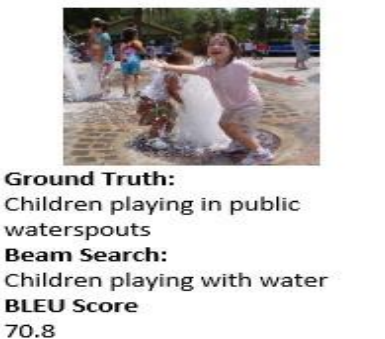 Ground Truth:
Children playing in public
waterspouts
Beam Search:
Children playing with water
BLEU Score
70.8